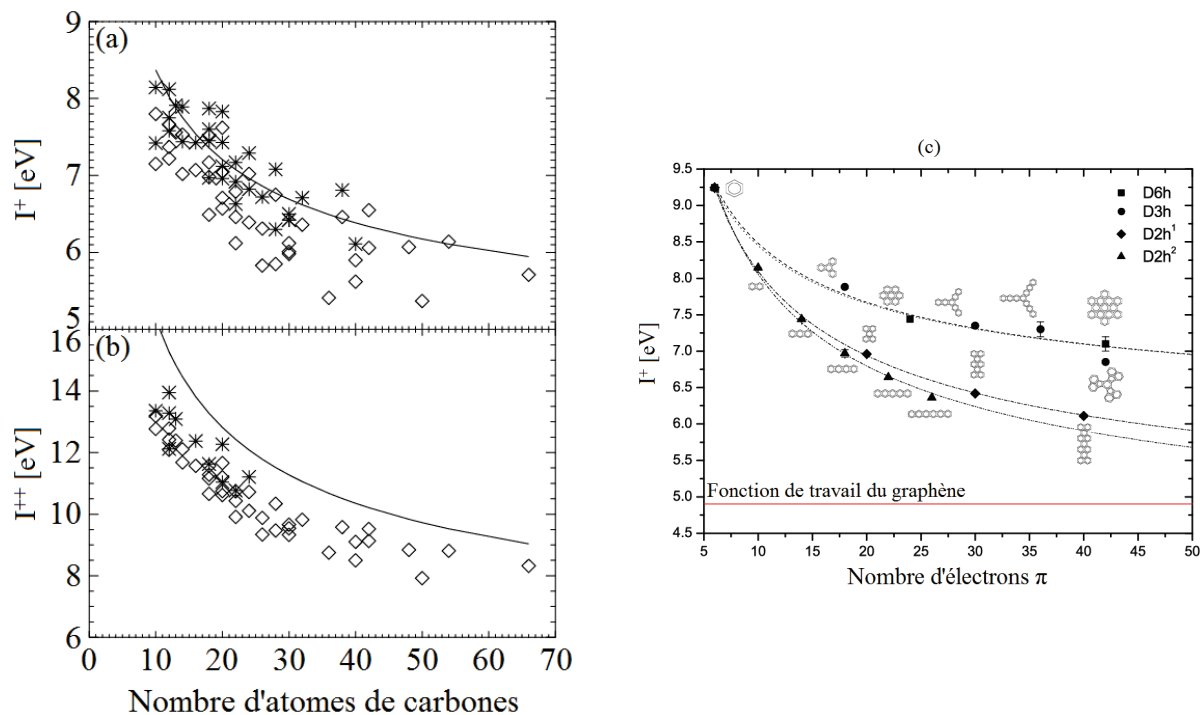 (a)
9
8
7
6
5
I⁺ [eV]
(b)
16
14
12
10
8
6
I⁺⁺ [eV]
0 10 20 30 40 50 60 70
Nombre d'atomes de carbones
(c)
9.5
9.0
8.5
8.0
7.5
7.0
6.5
6.0
5.5
5.0
4.5
I⁺ [eV]
D6h
D3h
D2h¹
D2h²
Fonction de travail du graphène
5 10 15 20 25 30 35 40 45 50
Nombre d'électrons π